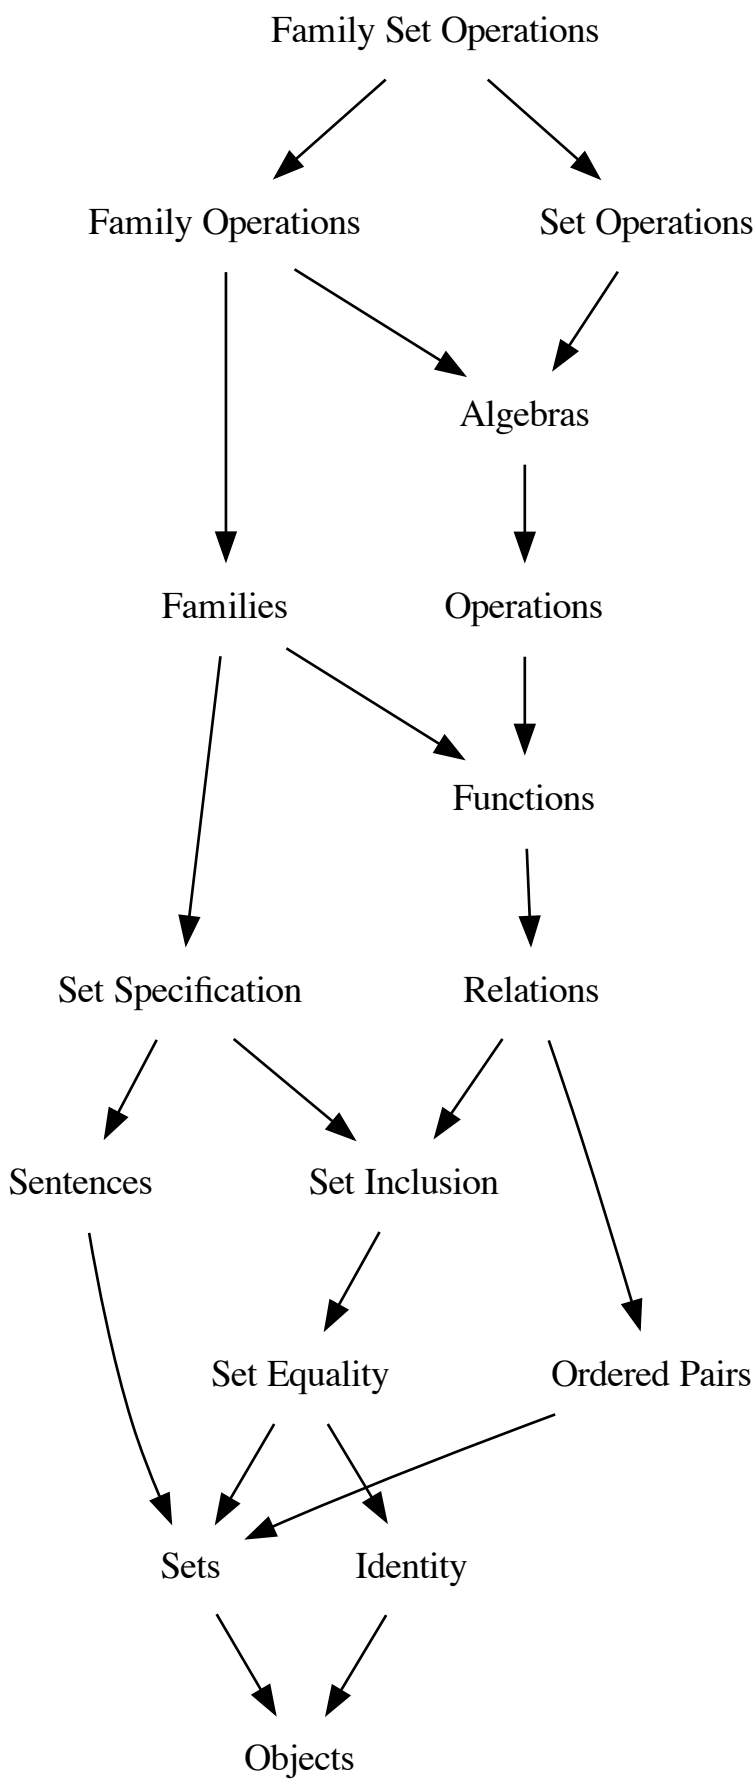 Family Set Operations
Family Operations
Set Operations
Algebras
Families
Operations
Functions
Set Specification
Relations
Sentences
Set Inclusion
Set Equality
Ordered Pairs
Sets
Identity
Objects